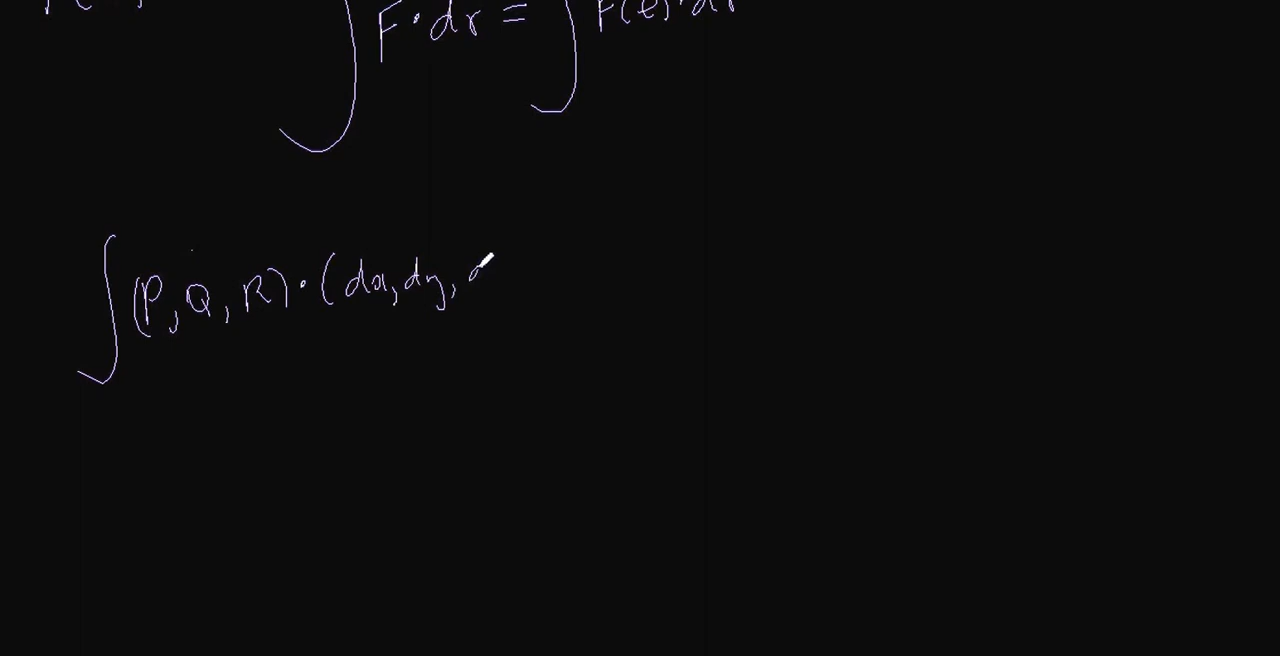 ∫ F · dr = ∫ F(t) · dr
∫ (P, Q, R) · (dx, dy,